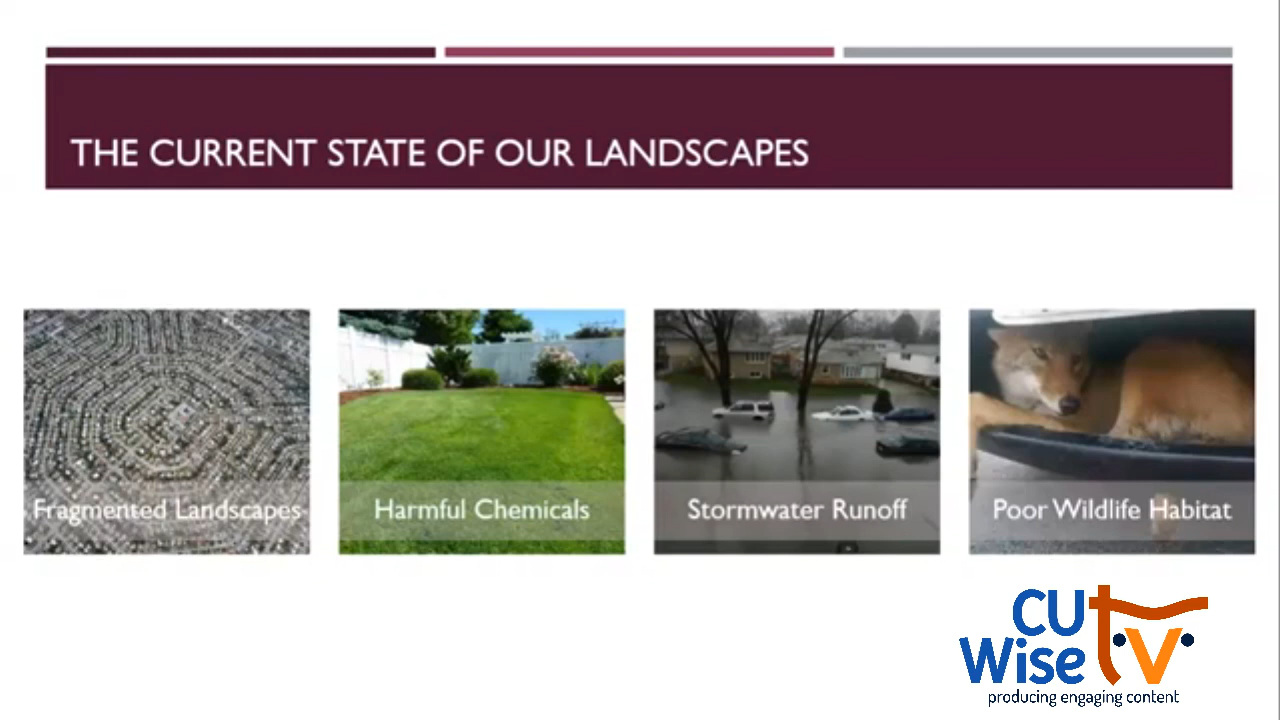 THE CURRENT STATE OF OUR LANDSCAPES
Fragmented Landscapes
Harmful Chemicals
Stormwater Runoff
Poor Wildlife Habitat
CU
Wise tv
producing engaging content